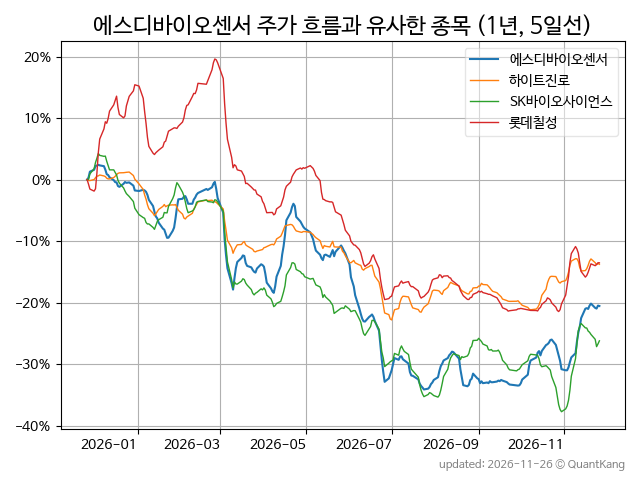 에스디바이오센서 주가 흐름과 유사한 종목 (1년, 5일선)
에스디바이오센서
하이트진로
SK바이오사이언스
롯데칠성
20%
10%
0%
−10%
−20%
−30%
−40%
2026-01
2026-03
2026-05
2026-07
2026-09
2026-11
updated: 2026-11-26 © QuantKang